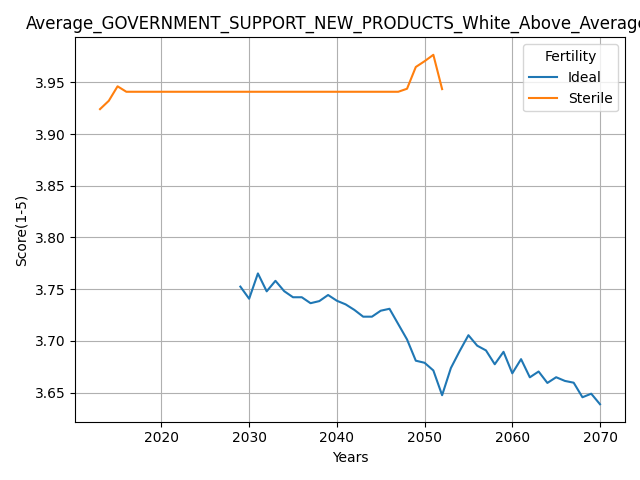 Average_GOVERNMENT_SUPPORT_NEW_PRODUCTS_White_Above_Average
Fertility
Ideal
Sterile
3.95
3.90
3.85
3.80
3.75
3.70
3.65
Score(1-5)
2020 2030 2040 2050 2060 2070
Years